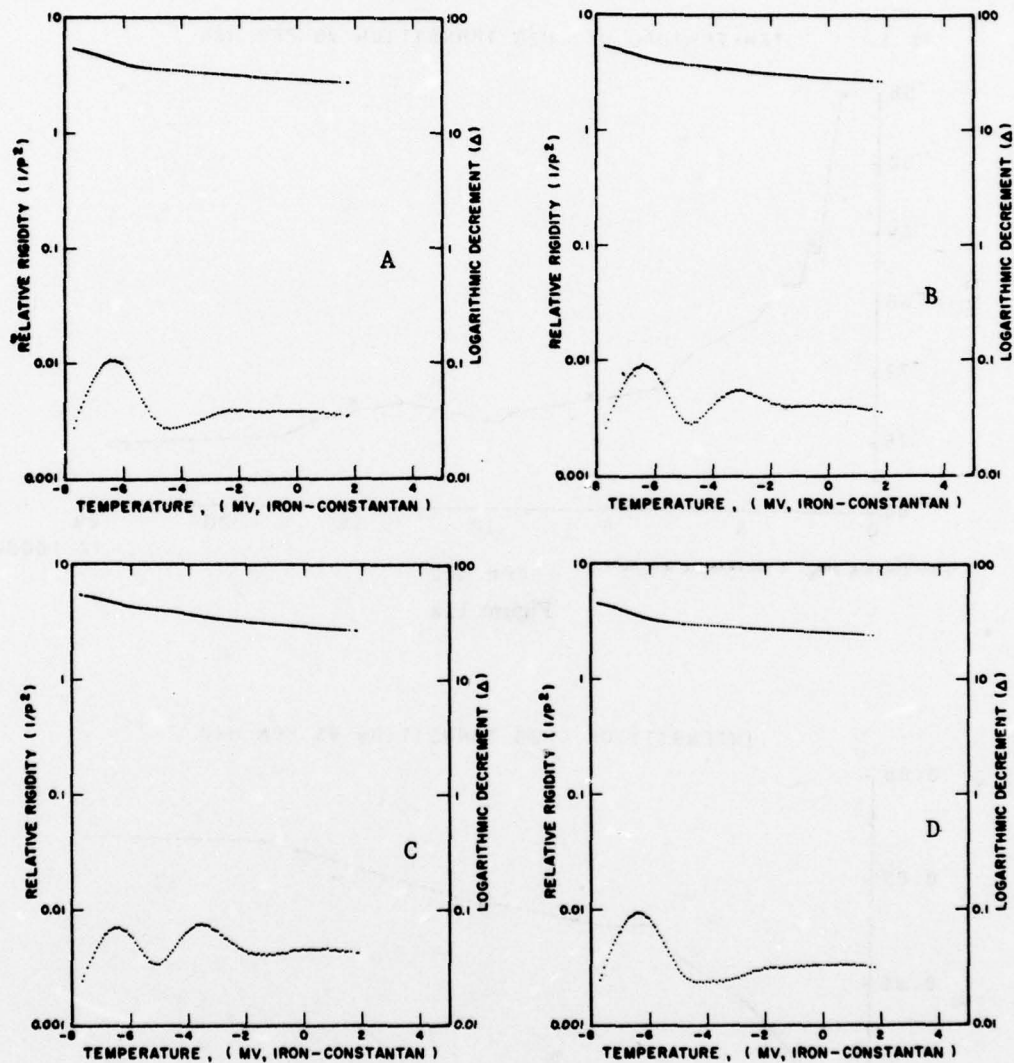 10
1
0.1
0.01
0.001
RELATIVE RIGIDITY (1/P²)
100
10
1
0.1
0.01
LOGARITHMIC DECREMENT (Δ)
A
-8 -6 -4 -2 0 2 4
TEMPERATURE , ( MV, IRON-CONSTANTAN )
10
1
0.1
0.01
0.001
RELATIVE RIGIDITY (1/P²)
100
10
1
0.1
0.01
LOGARITHMIC DECREMENT (Δ)
B
-8 -6 -4 -2 0 2 4
TEMPERATURE , ( MV, IRON-CONSTANTAN )
10
1
0.1
0.01
0.001
RELATIVE RIGIDITY (1/P²)
100
10
1
0.1
0.01
LOGARITHMIC DECREMENT (Δ)
C
-8 -6 -4 -2 0 2 4
TEMPERATURE , ( MV, IRON-CONSTANTAN )
10
1
0.1
0.01
0.001
RELATIVE RIGIDITY (1/P²)
100
10
1
0.1
0.01
LOGARITHMIC DECREMENT (Δ)
D
-8 -6 -4 -2 0 2 4
TEMPERATURE , ( MV, IRON-CONSTANTAN )